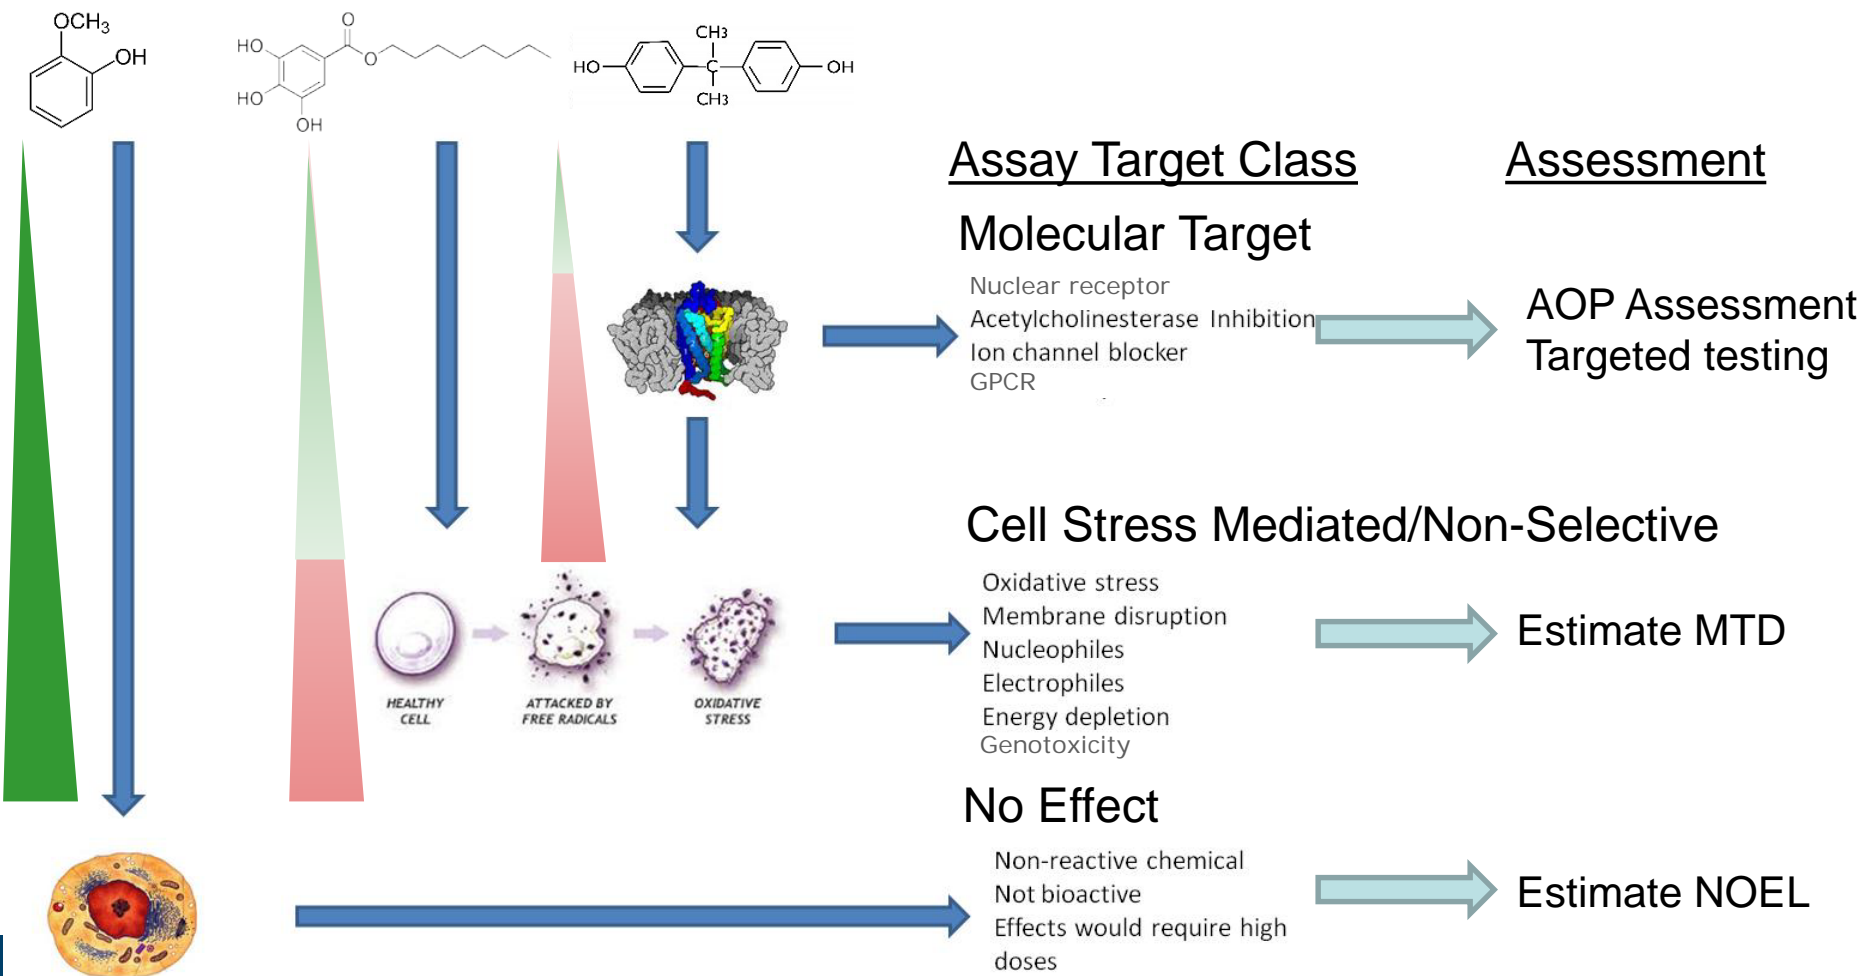 OCH3
OH
O
HO
O
HO
OH
CH3
HO
C
OH
CH3
Assay Target Class
Assessment
Molecular Target
Nuclear receptor
Acetylcholinesterase Inhibition
Ion channel blocker
GPCR
AOP Assessment
Targeted testing
Cell Stress Mediated/Non-Selective
Oxidative stress
Membrane disruption
Nucleophiles
Electrophiles
Energy depletion
Genotoxicity
Estimate MTD
HEALTHY
CELL
ATTACKED BY
FREE RADICALS
OXIDATIVE
STRESS
No Effect
Non-reactive chemical
Not bioactive
Effects would require high
doses
Estimate NOEL